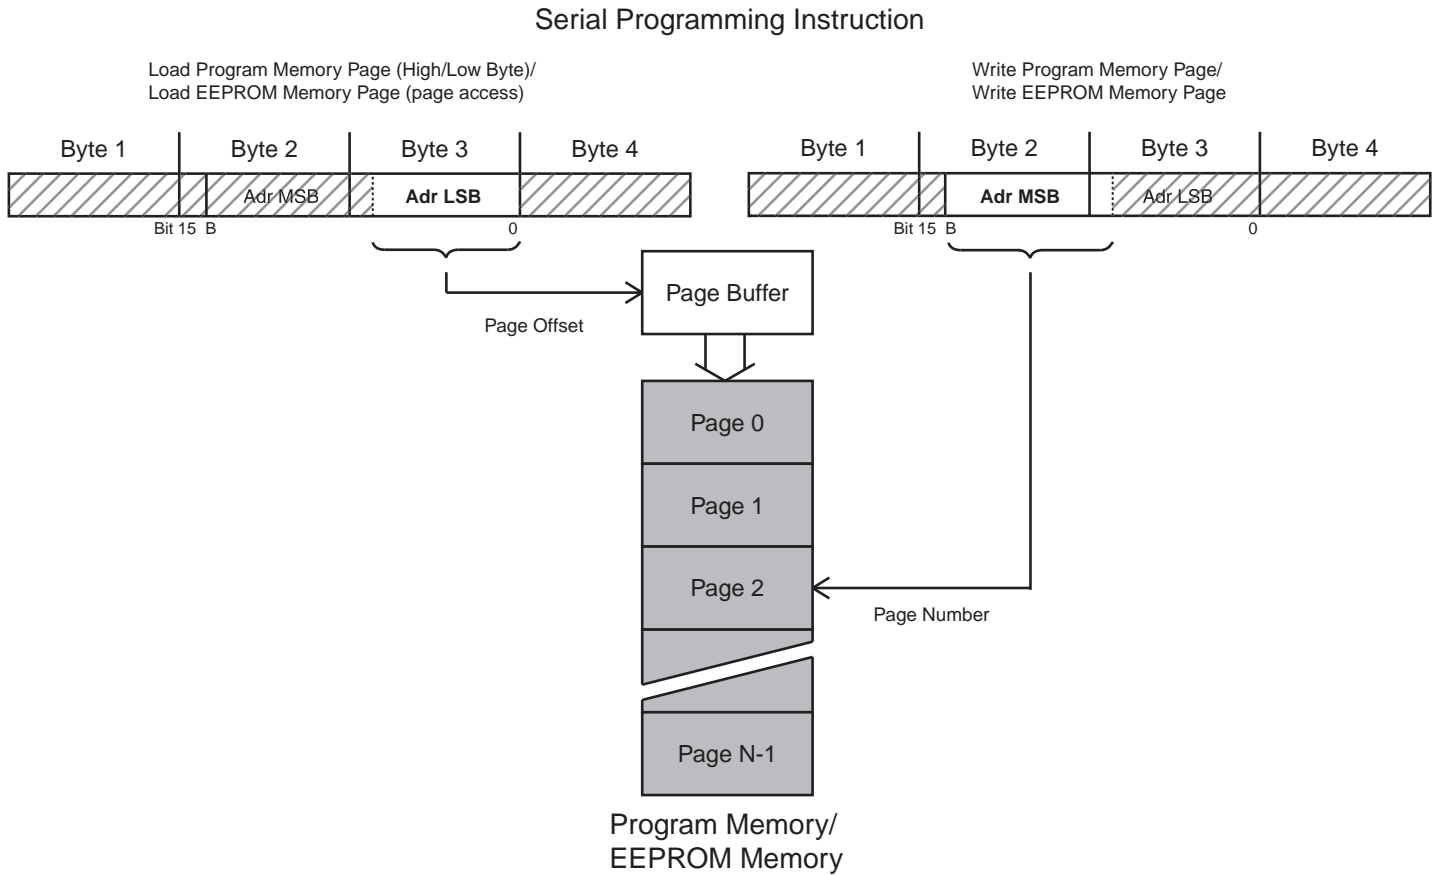 Serial Programming Instruction
Load Program Memory Page (High/Low Byte)/
Load EEPROM Memory Page (page access)
Write Program Memory Page/
Write EEPROM Memory Page
Byte 1
Byte 2
Byte 3
Byte 4
Adr MSB
Adr LSB
Bit 15 B
0
Byte 1
Byte 2
Byte 3
Byte 4
Adr MSB
Adr LSB
Bit 15 B
0
Page Buffer
Page Offset
Page 0
Page 1
Page 2
Page Number
Page N-1
Program Memory/
EEPROM Memory